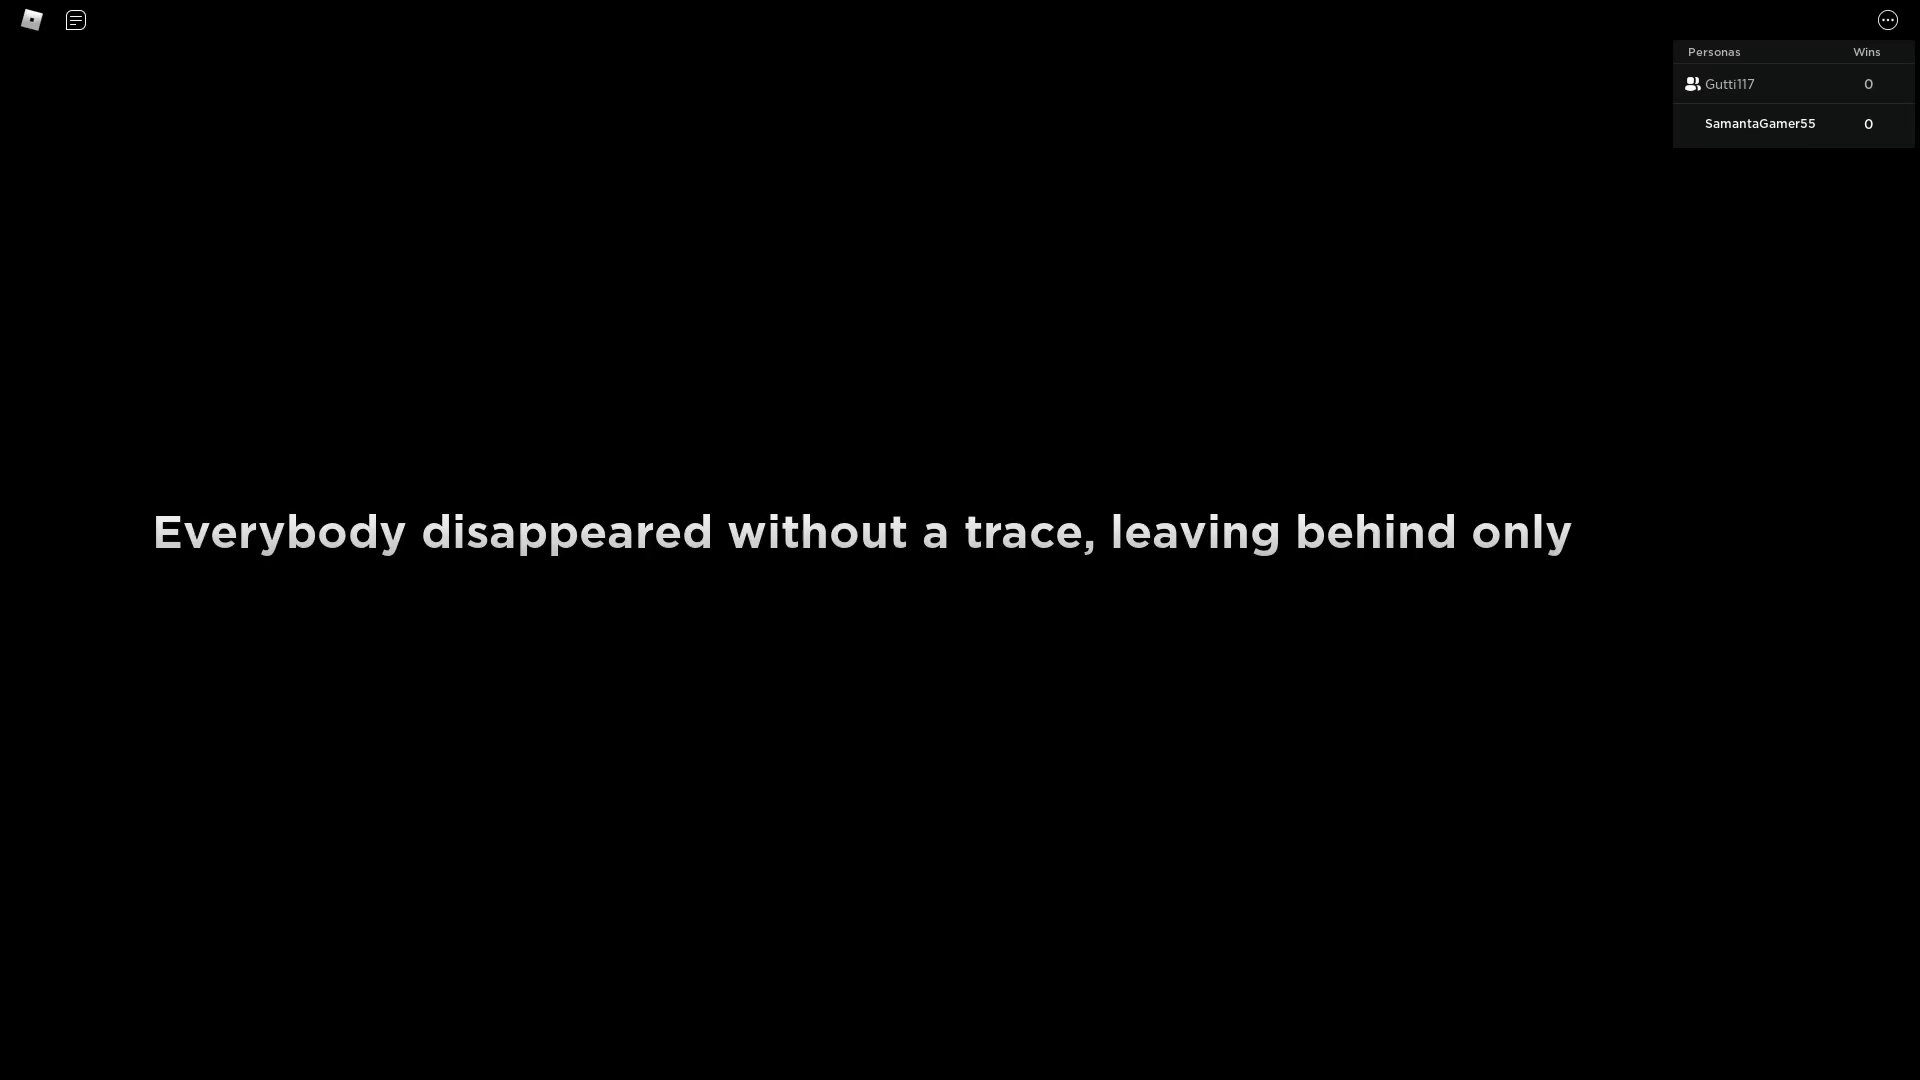 Personas Wins
Gutti117 0
SamantaGamer55 0
Everybody disappeared without a trace, leaving behind only